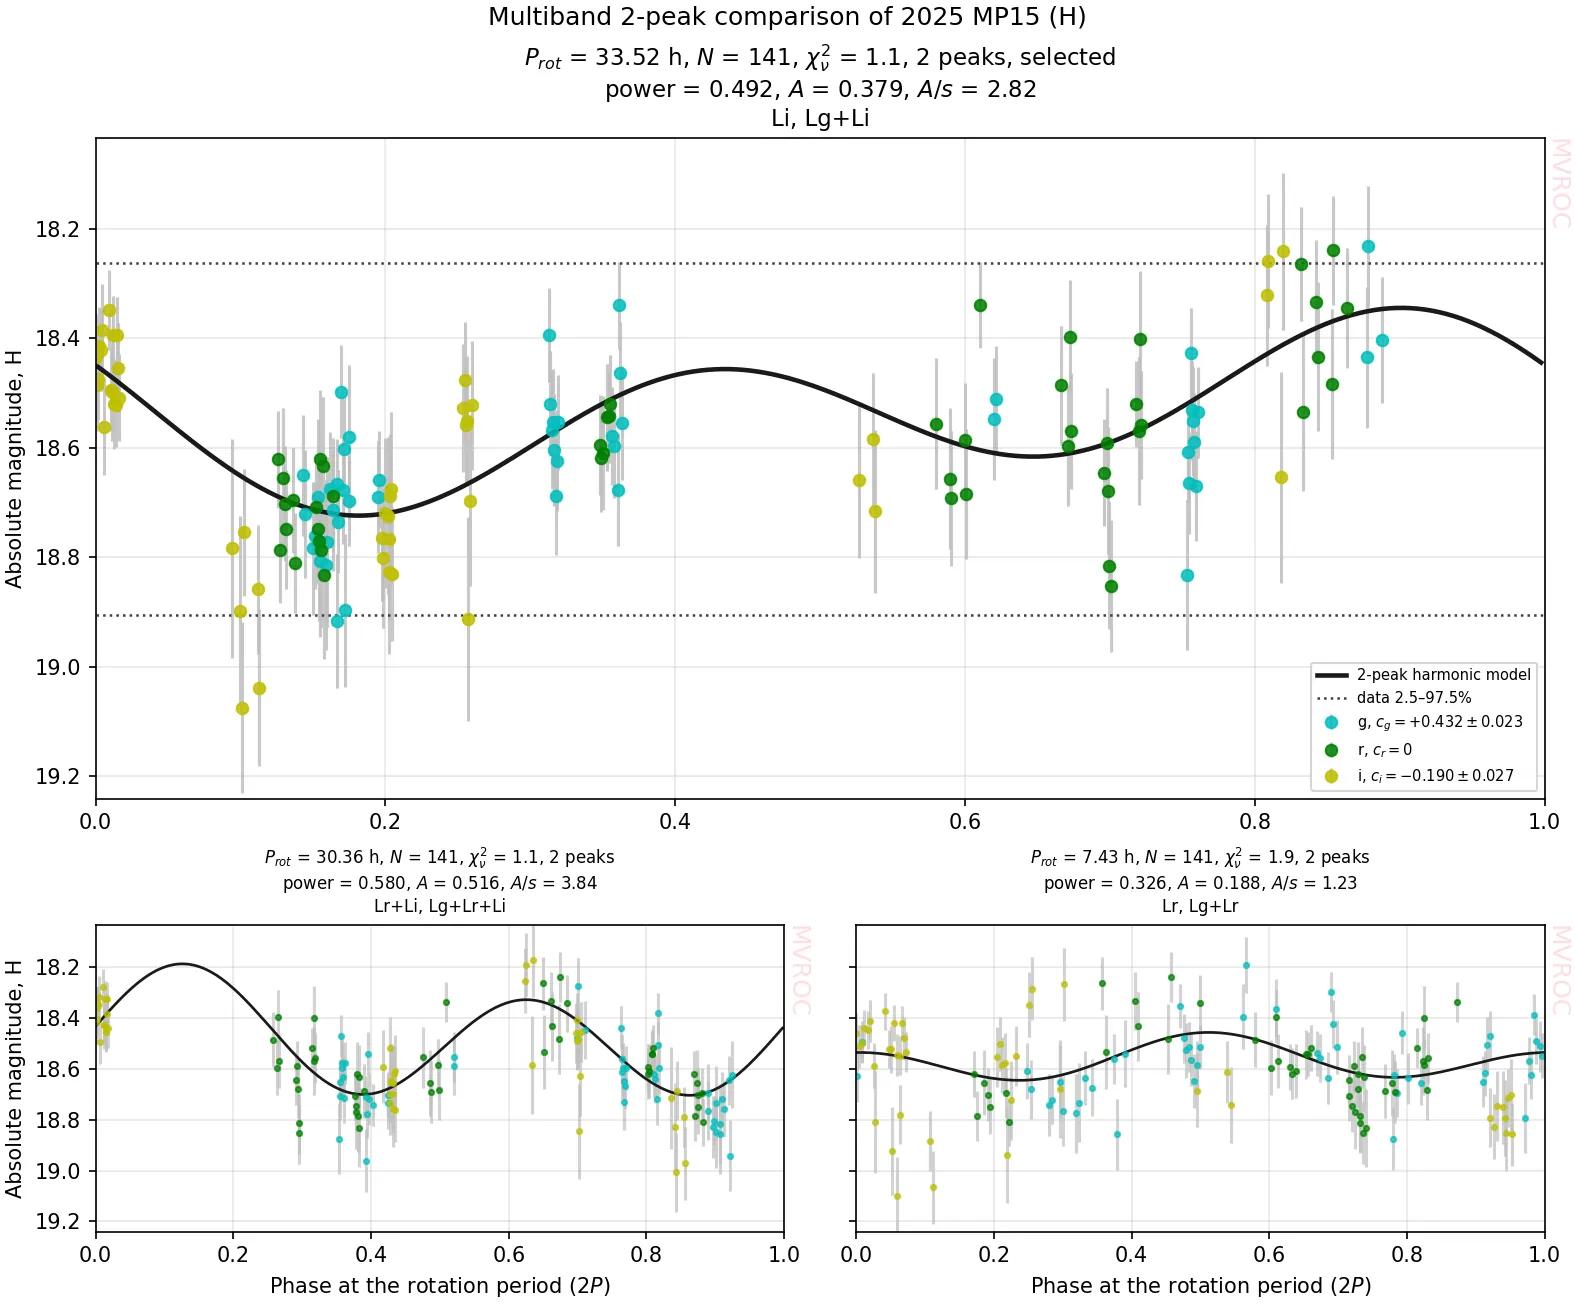 Multiband 2-peak comparison of 2025 MP15 (H)
P_rot = 33.52 h, N = 141, χ²_ν = 1.1, 2 peaks, selected
power = 0.492, A = 0.379, A/s = 2.82
Li, Lg+Li
MVROC
Absolute magnitude, H
18.2
18.4
18.6
18.8
19.0
19.2
2-peak harmonic model
data 2.5–97.5%
g, c_g = +0.432 ± 0.023
r, c_r = 0
i, c_i = −0.190 ± 0.027
0.0 0.2 0.4 0.6 0.8 1.0
P_rot = 30.36 h, N = 141, χ²_ν = 1.1, 2 peaks
power = 0.580, A = 0.516, A/s = 3.84
Lr+Li, Lg+Lr+Li
MVROC
Absolute magnitude, H
18.2
18.4
18.6
18.8
19.0
19.2
0.0 0.2 0.4 0.6 0.8 1.0
Phase at the rotation period (2P)
P_rot = 7.43 h, N = 141, χ²_ν = 1.9, 2 peaks
power = 0.326, A = 0.188, A/s = 1.23
Lr, Lg+Lr
MVROC
0.0 0.2 0.4 0.6 0.8 1.0
Phase at the rotation period (2P)